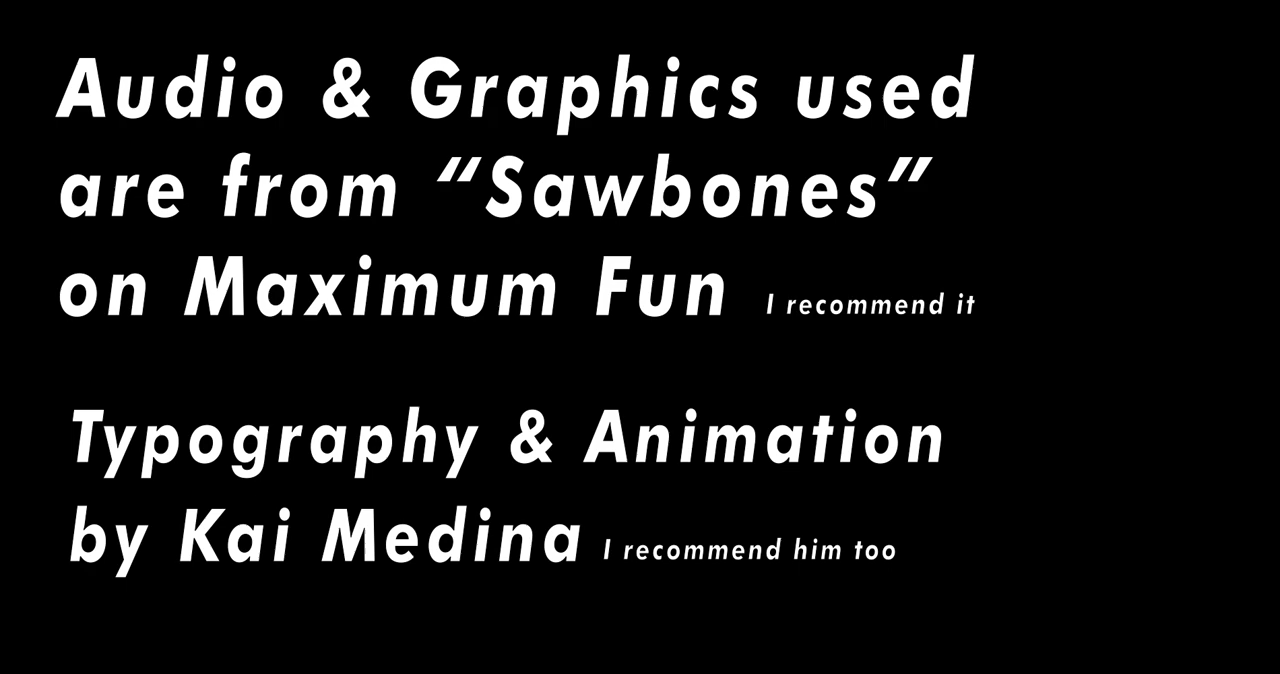 Audio & Graphics used
are from “Sawbones”
on Maximum Fun I recommend it
Typography & Animation
by Kai Medina I recommend him too